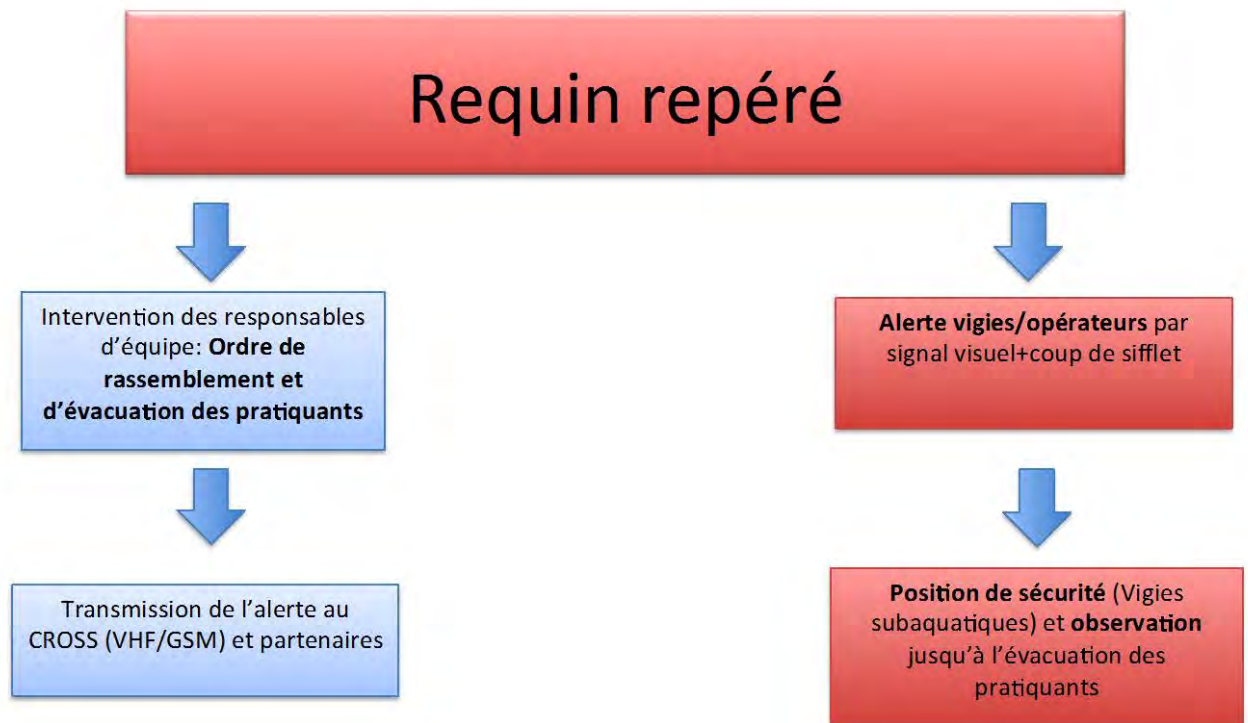 Requin repéré
Intervention des responsables
d’équipe: Ordre de
rassemblement et
d’évacuation des pratiquants
Alerte vigies/opérateurs par
signal visuel+coup de sifflet
Transmission de l’alerte au
CROSS (VHF/GSM) et partenaires
Position de sécurité (Vigies
subaquatiques) et observation
jusqu’à l’évacuation des
pratiquants